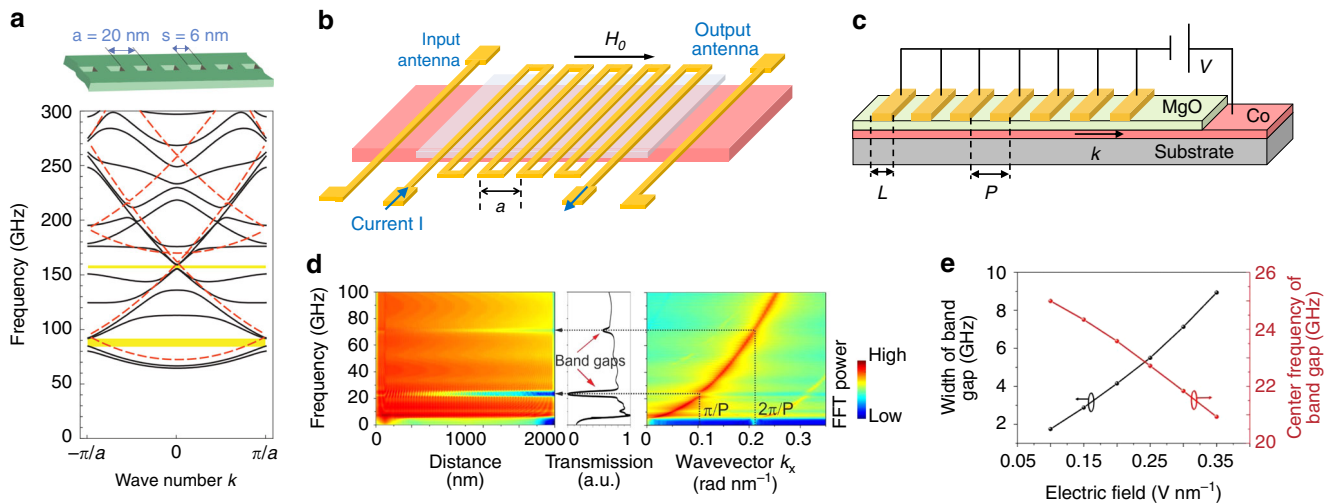 a
a = 20 nm s = 6 nm
300
250
200
150
100
50
0
Frequency (GHz)
−π/a 0 π/a
Wave number k
b
Input
antenna
H0
Output
antenna
a
Current I
c
V
MgO
Co
k
Substrate
L P
d
100
80
60
40
20
0
Frequency (GHz)
0 1000 2000
Distance
(nm)
Band gaps
0 1
Transmission
(a.u.)
π/P 2π/P
0 0.1 0.2 0.3
Wavevector kx
(rad nm−1)
High
Low
FFT power
e
10
8
6
4
2
Width of band
gap (GHz)
26
24
22
20
Center frequency of
band gap (GHz)
0.05 0.15 0.25 0.35 0.45
Electric field (V nm−1)